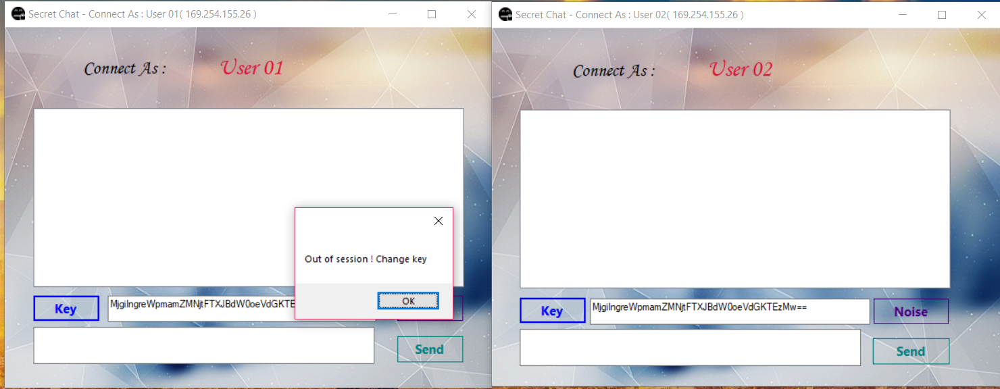 Secret Chat - Connect As : User 01( 169.254.155.26 )
Connect As : User 01
Out of session ! Change key
OK
Key
MjgiIngreWpmamZMNjtFTXJBdW0oeVdGKTE
Send
Secret Chat - Connect As : User 02( 169.254.155.26 )
Connect As : User 02
Key
MjgiIngreWpmamZMNjtFTXJBdW0oeVdGKTEzMw==
Noise
Send